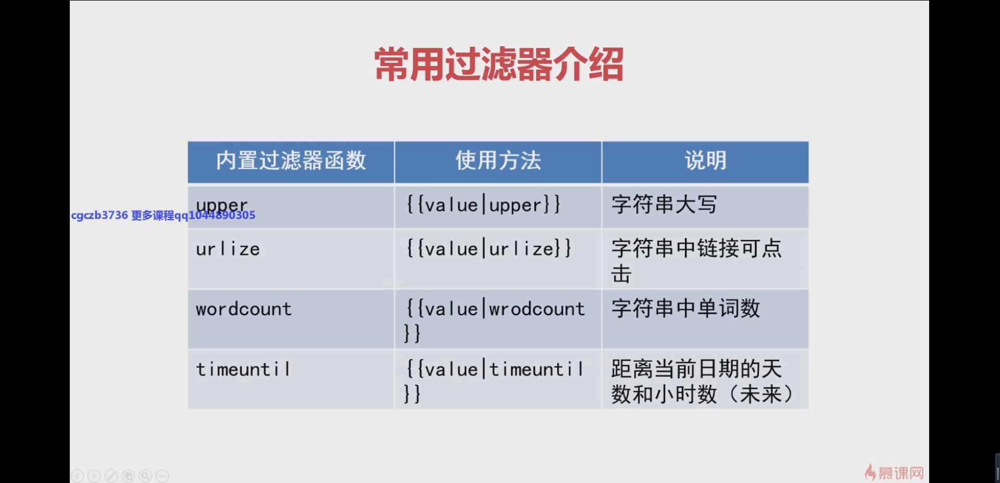 常用过滤器介绍
内置过滤器函数
使用方法
说明
upper
{{value|upper}}
字符串大写
cgczb3736 更多课程qq1044890305
urlize
{{value|urlize}}
字符串中链接可点
击
wordcount
{{value|wrodcount
}}
字符串中单词数
timeuntil
{{value|timeuntil
}}
距离当前日期的天
数和小时数（未来）
慕课网